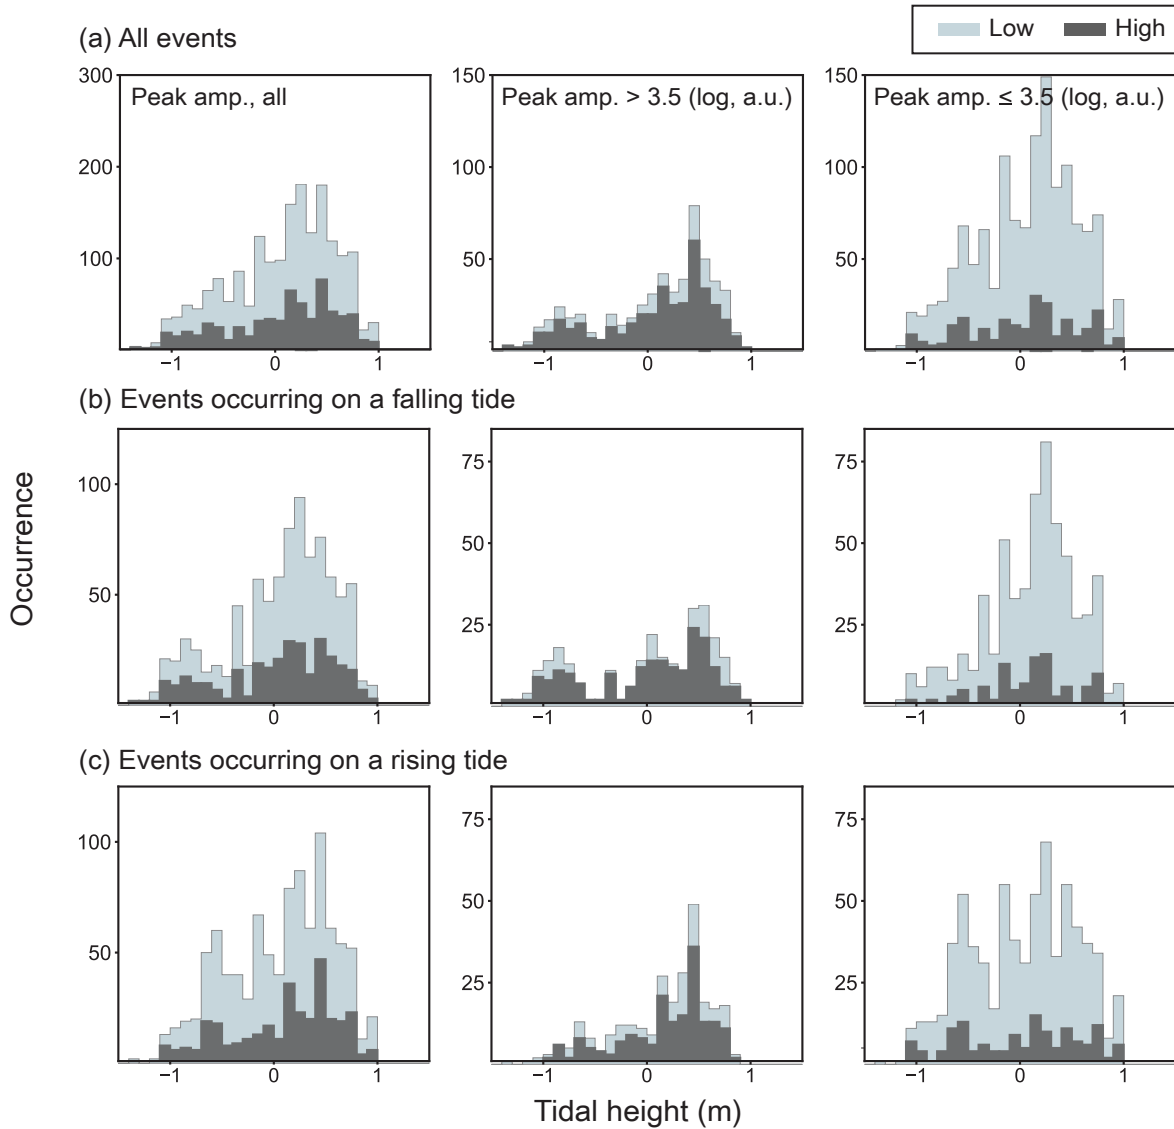 (a) All events
Low High
300 200 100
Peak amp., all
−1 0 1
150 100 50
Peak amp. > 3.5 (log, a.u.)
−1 0 1
150 100 50
Peak amp. ≤ 3.5 (log, a.u.)
−1 0 1
(b) Events occurring on a falling tide
Occurrence
100 50
−1 0 1
75 50 25
−1 0 1
75 50 25
−1 0 1
(c) Events occurring on a rising tide
100 50
−1 0 1
75 50 25
−1 0 1
75 50 25
−1 0 1
Tidal height (m)